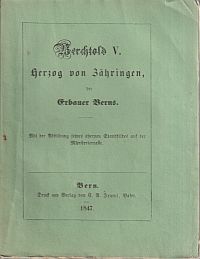 Berchtold V.
Herzog von Zähringen,
der
Erbauer Berns.
Mit der Abbildung seines ehernen Standbildes auf der
Münsterterrasse.
Bern.
Druck und Verlag von C. A. Jenni, Vater.
1847.